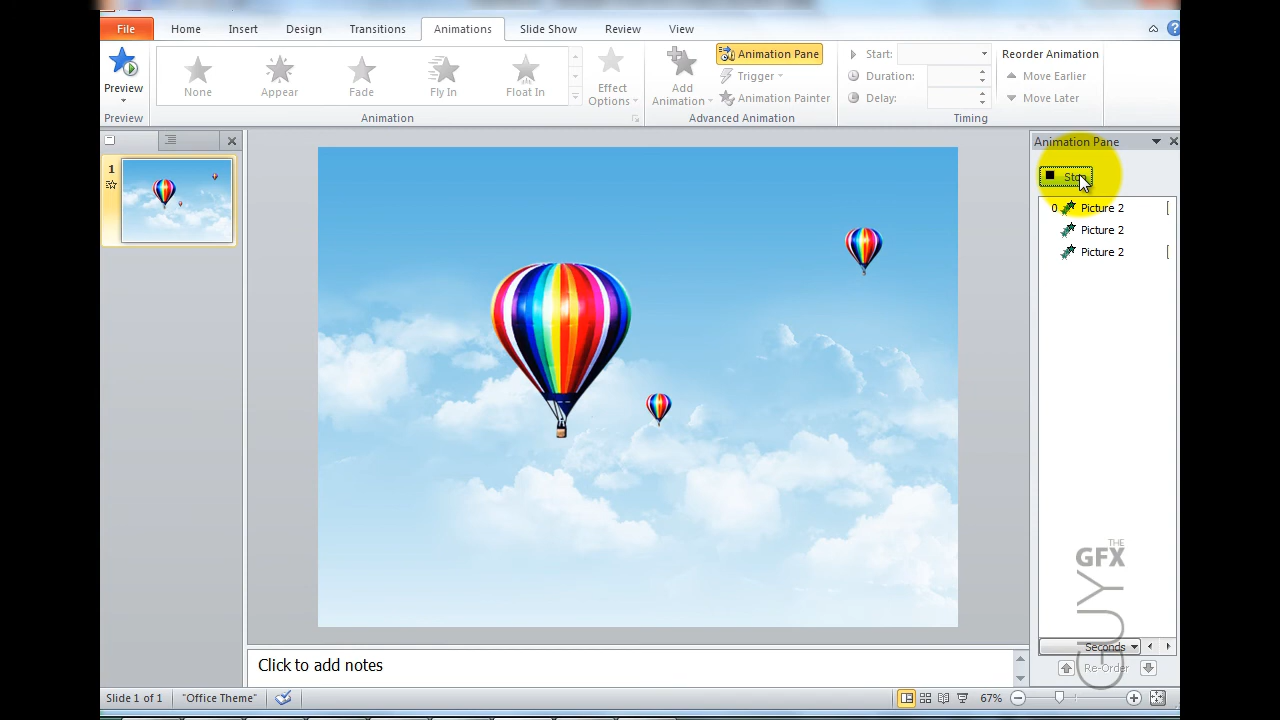 File Home Insert Design Transitions Animations Slide Show Review View
Preview
None Appear Fade Fly In Float In
Effect Options
Add Animation
Animation Pane
Trigger
Animation Painter
Start:
Duration:
Delay:
Reorder Animation
Move Earlier
Move Later
Preview Animation Advanced Animation Timing
1
Animation Pane
Stop
0 Picture 2
Picture 2
Picture 2
THE
GFX
GUY
Seconds
Re-Order
Click to add notes
Slide 1 of 1 "Office Theme" 67%